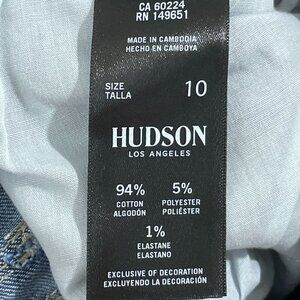 CA 60224
RN 149651
MADE IN CAMBODIA
HECHO EN CAMBOYA
SIZE
TALLA 10
HUDSON
LOS ANGELES
94% 5%
COTTON POLYESTER
ALGODÓN POLIÉSTER
1%
ELASTANE
ELASTANO
EXCLUSIVE OF DECORATION
EXCLUYENDO LA DECORACIÓN